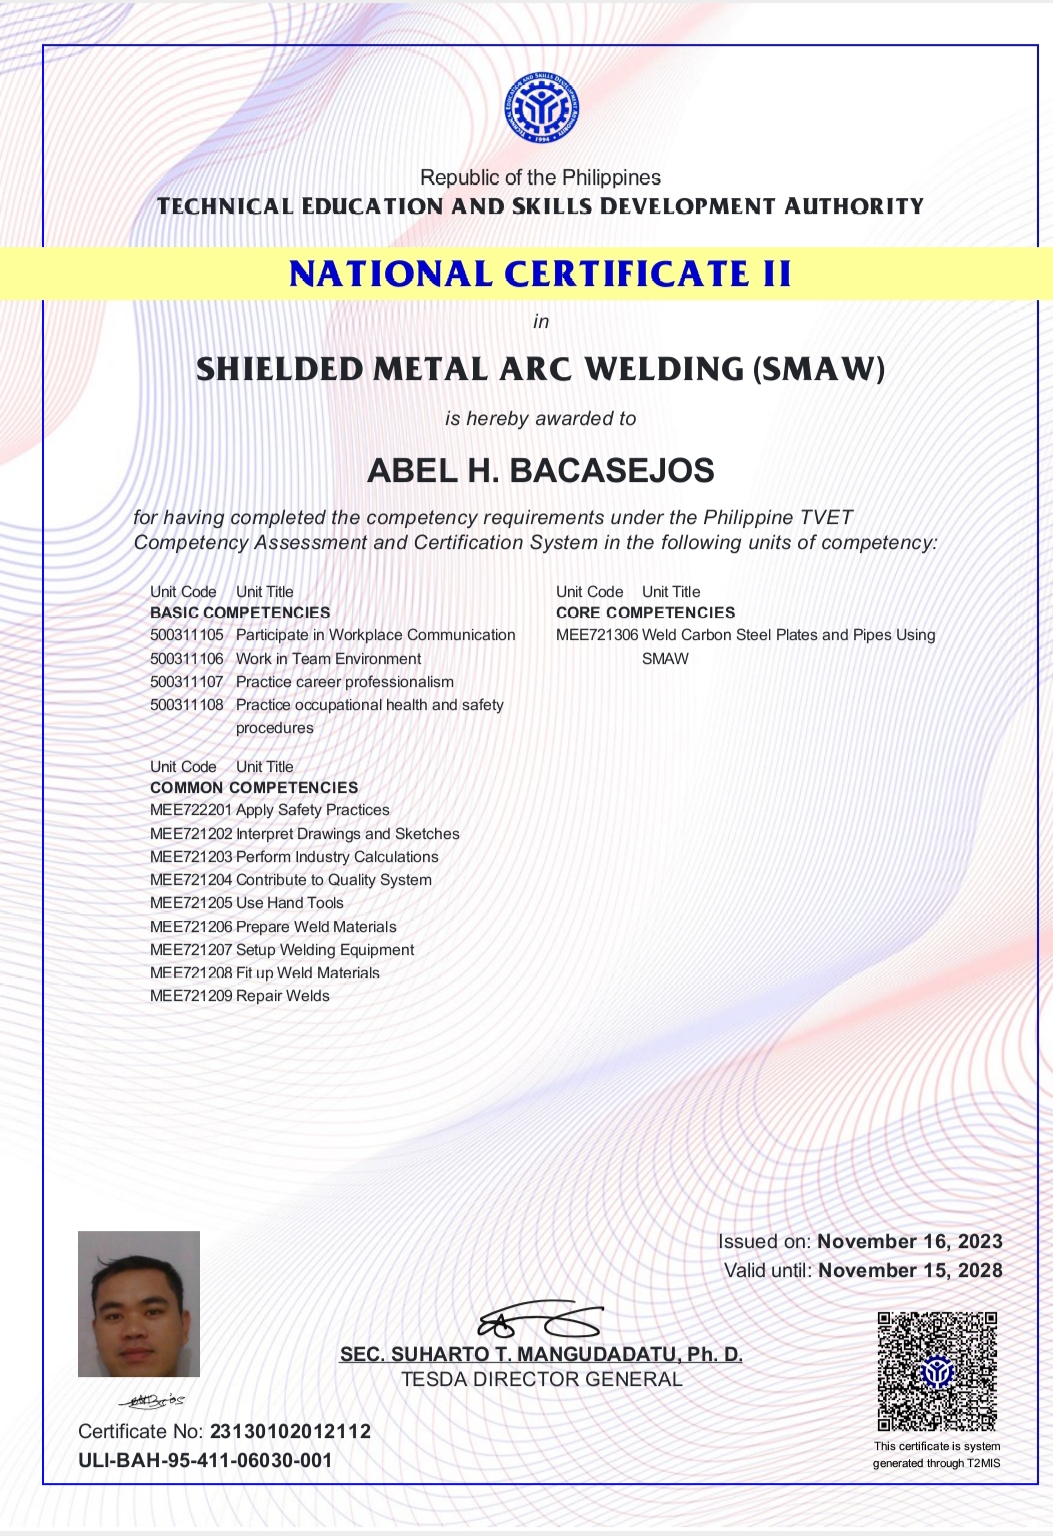 TECHNICAL EDUCATION AND SKILLS DEVELOPMENT AUTHORITY
1994
Republic of the Philippines
TECHNICAL EDUCATION AND SKILLS DEVELOPMENT AUTHORITY
NATIONAL CERTIFICATE II
in
SHIELDED METAL ARC WELDING (SMAW)
is hereby awarded to
ABEL H. BACASEJOS
for having completed the competency requirements under the Philippine TVET
Competency Assessment and Certification System in the following units of competency:
Unit Code Unit Title
BASIC COMPETENCIES
500311105 Participate in Workplace Communication
500311106 Work in Team Environment
500311107 Practice career professionalism
500311108 Practice occupational health and safety
procedures
Unit Code Unit Title
COMMON COMPETENCIES
MEE722201 Apply Safety Practices
MEE721202 Interpret Drawings and Sketches
MEE721203 Perform Industry Calculations
MEE721204 Contribute to Quality System
MEE721205 Use Hand Tools
MEE721206 Prepare Weld Materials
MEE721207 Setup Welding Equipment
MEE721208 Fit up Weld Materials
MEE721209 Repair Welds
Unit Code Unit Title
CORE COMPETENCIES
MEE721306 Weld Carbon Steel Plates and Pipes Using
SMAW
Issued on: November 16, 2023
Valid until: November 15, 2028
SEC. SUHARTO T. MANGUDADATU, Ph. D.
TESDA DIRECTOR GENERAL
Certificate No: 23130102012112
ULI-BAH-95-411-06030-001
This certificate is system
generated through T2MIS